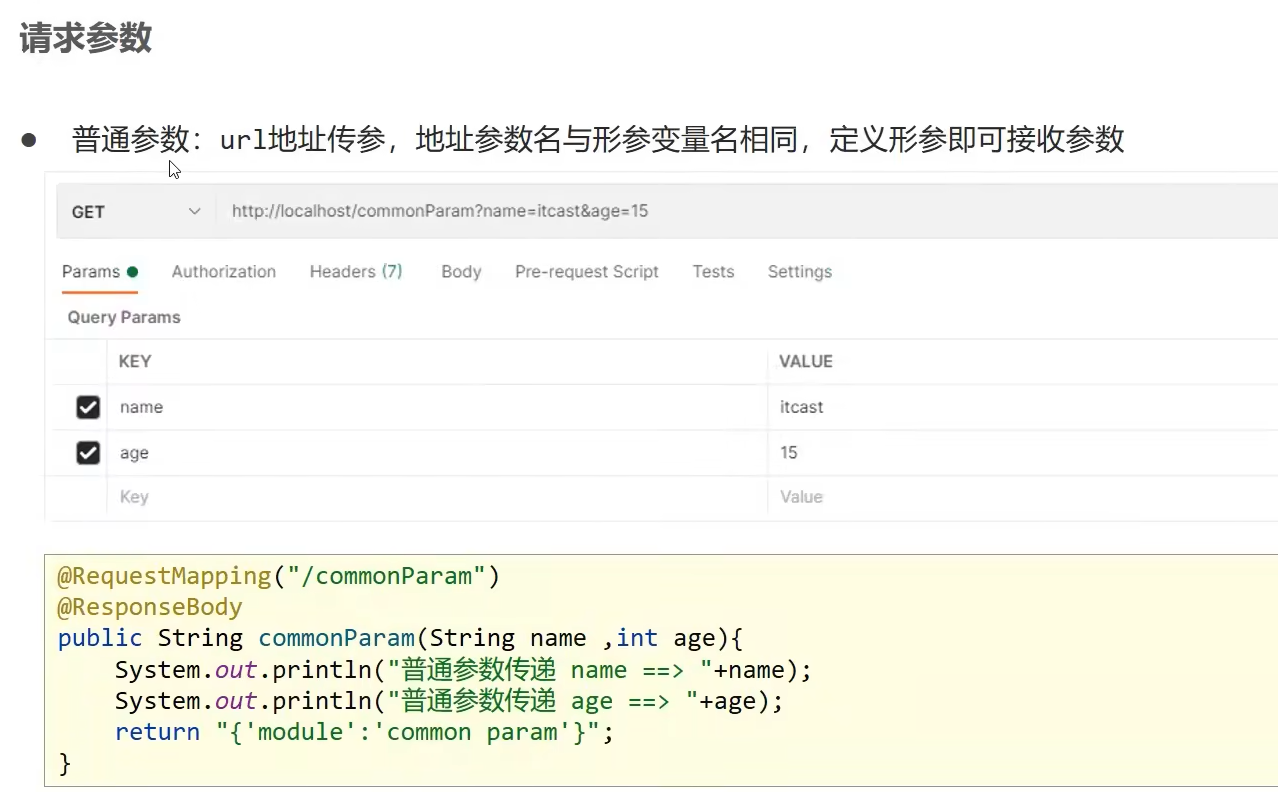 请求参数
● 普通参数：url地址传参，地址参数名与形参变量名相同，定义形参即可接收参数
GET http://localhost/commonParam?name=itcast&age=15
Params Authorization Headers (7) Body Pre-request Script Tests Settings
Query Params
KEY VALUE
name itcast
age 15
Key Value
@RequestMapping("/commonParam")
@ResponseBody
public String commonParam(String name ,int age){
    System.out.println("普通参数传递 name ==> "+name);
    System.out.println("普通参数传递 age ==> "+age);
    return "{'module':'common param'}";
}